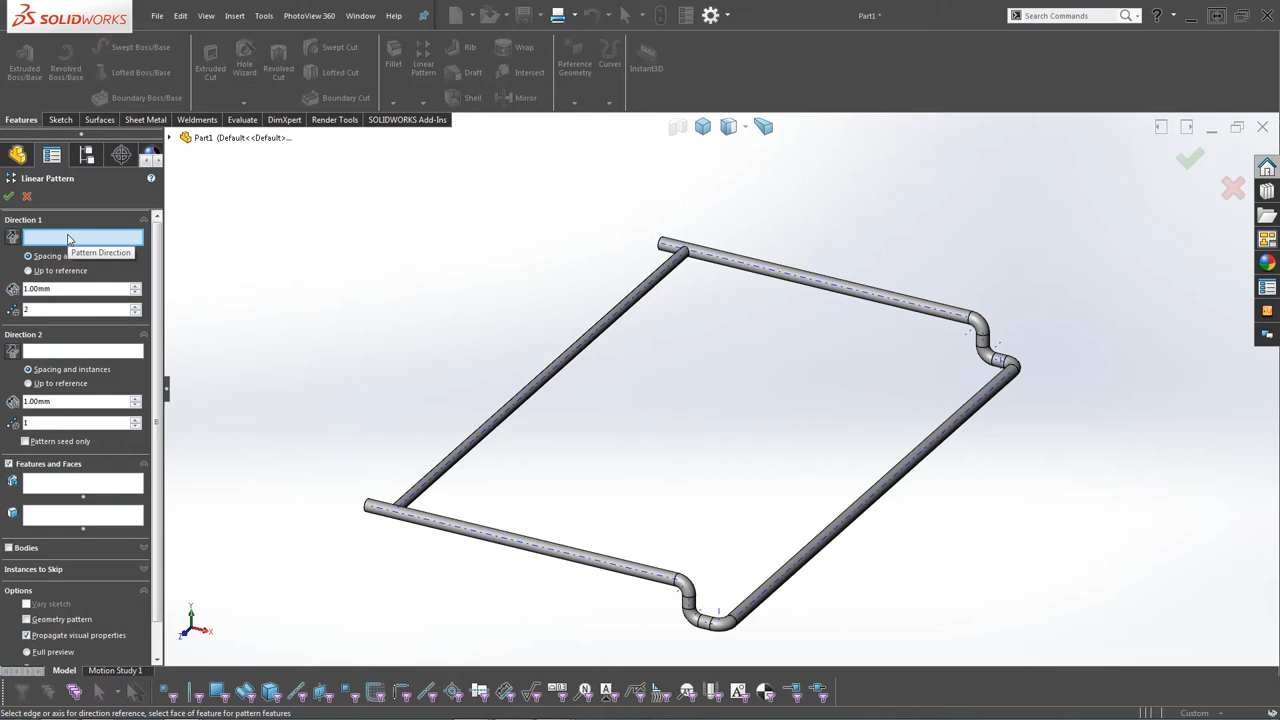 SOLIDWORKS
File Edit View Insert Tools PhotoView 360 Window Help
Part1 *
Search Commands
Extruded Boss/Base
Revolved Boss/Base
Swept Boss/Base
Lofted Boss/Base
Boundary Boss/Base
Extruded Cut
Hole Wizard
Revolved Cut
Swept Cut
Lofted Cut
Boundary Cut
Fillet
Linear Pattern
Rib
Draft
Shell
Wrap
Intersect
Mirror
Reference Geometry
Curves
Instant3D
Features Sketch Surfaces Sheet Metal Weldments Evaluate DimXpert Render Tools SOLIDWORKS Add-Ins
Part1 (Default<<Default>...
Linear Pattern
Direction 1
Pattern Direction
Spacing a
Up to reference
1.00mm
2
Direction 2
Spacing and instances
Up to reference
1.00mm
1
Pattern seed only
Features and Faces
Bodies
Instances to Skip
Options
Vary sketch
Geometry pattern
Propagate visual properties
Full preview
Y
X
Z
Model Motion Study 1
Select edge or axis for direction reference, select face of feature for pattern features
Custom